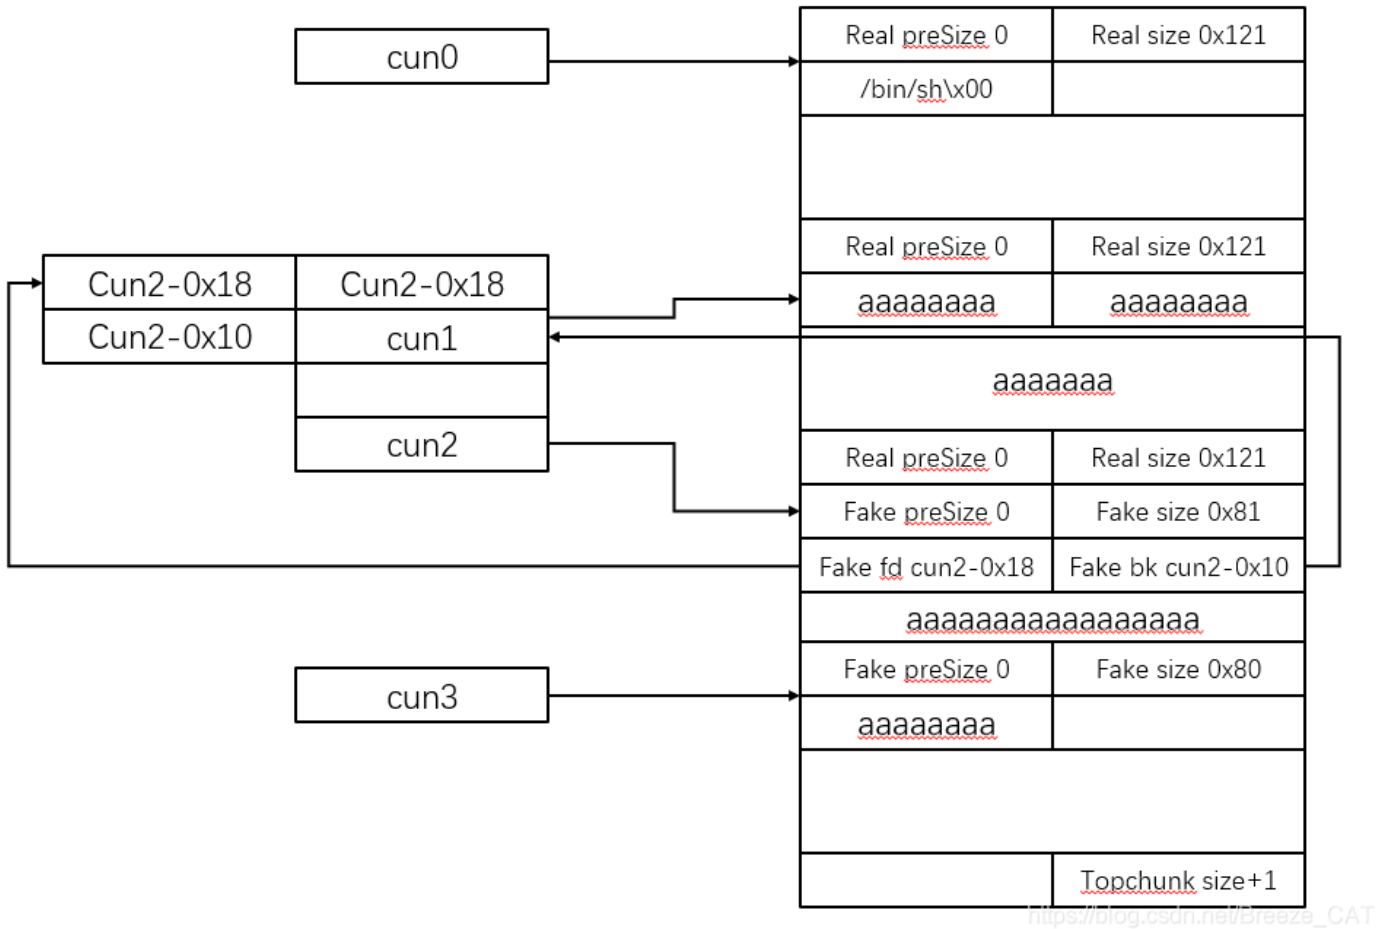 cun0
Real preSize 0
Real size 0x121
/bin/sh\x00
Real preSize 0
Real size 0x121
Cun2-0x18
Cun2-0x18
aaaaaaaa
aaaaaaaa
Cun2-0x10
cun1
aaaaaaa
cun2
Real preSize 0
Real size 0x121
Fake preSize 0
Fake size 0x81
Fake fd cun2-0x18
Fake bk cun2-0x10
aaaaaaaaaaaaaaaaa
Fake preSize 0
Fake size 0x80
cun3
aaaaaaaa
Topchunk size+1
https://blog.csdn.net/Breeze_CAT